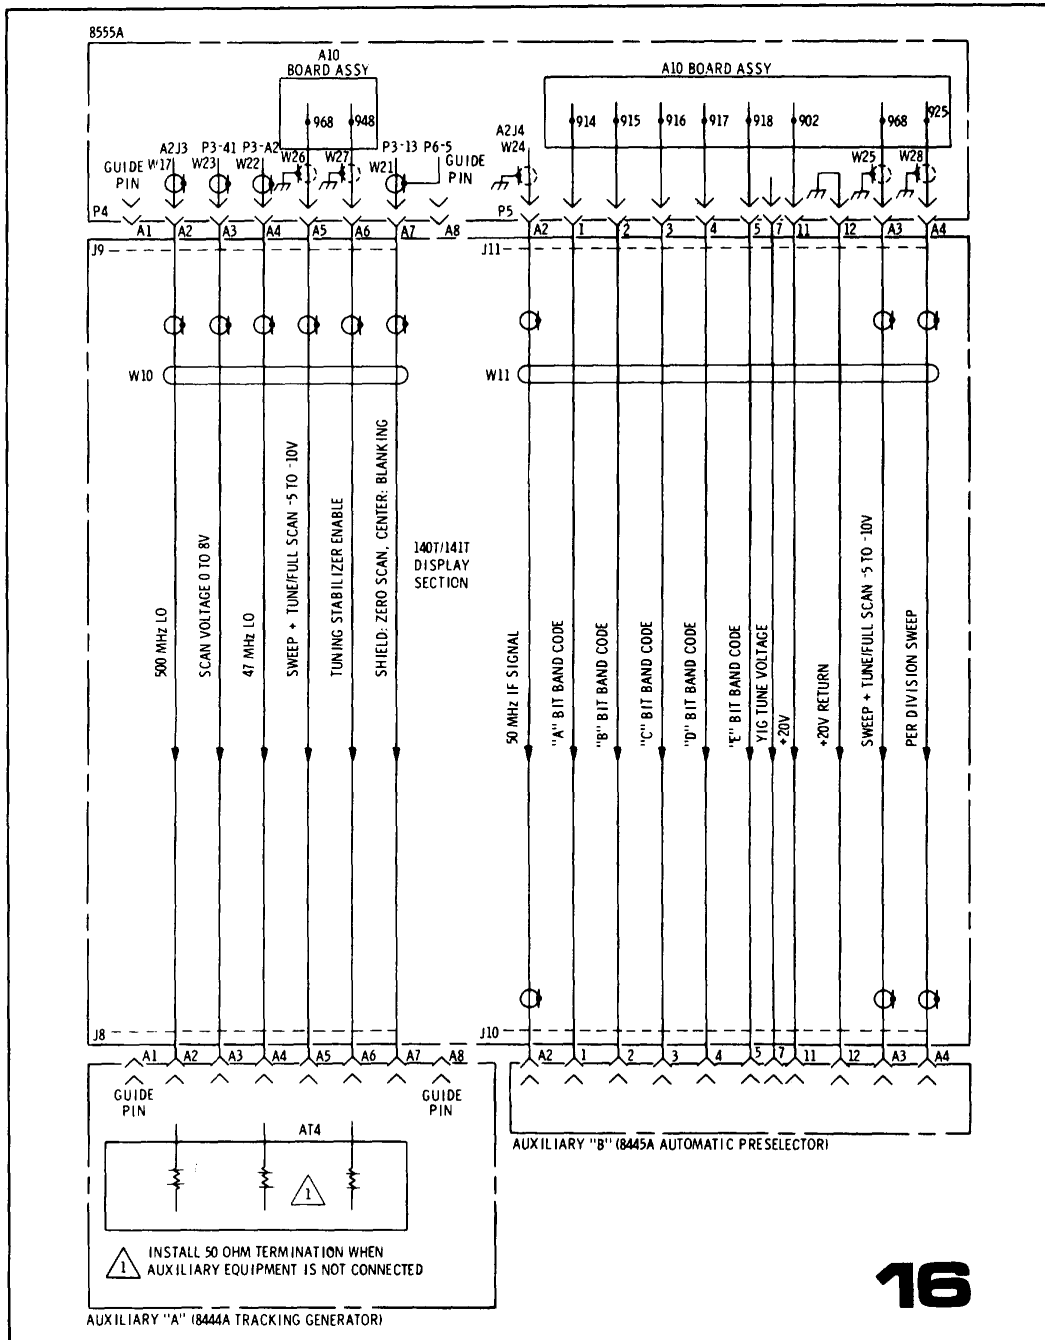 8555A
A10
BOARD ASSY
A10 BOARD ASSY
968
948
914
915
916
917
918
902
968
925
GUIDE
PIN
A2J3
W17
P3-41
W23
P3-A2
W22
W26
W27
P3-13
W21
P6-5
GUIDE
PIN
A2J4
W24
W25
W28
P4
A1
A2
A3
A4
A5
A6
A7
A8
P5
A2
1
2
3
4
5
7
11
12
A3
A4
J9
J11
W10
W11
500 MHz LO
SCAN VOLTAGE 0 TO 8V
47 MHz LO
SWEEP + TUNE/FULL SCAN -5 TO -10V
TUNING STABILIZER ENABLE
SHIELD: ZERO SCAN, CENTER: BLANKING
140T/141T
DISPLAY
SECTION
50 MHz IF SIGNAL
"A" BIT BAND CODE
"B" BIT BAND CODE
"C" BIT BAND CODE
"D" BIT BAND CODE
"E" BIT BAND CODE
YIG TUNE VOLTAGE
+20V
+20V RETURN
SWEEP + TUNE/FULL SCAN -5 TO -10V
PER DIVISION SWEEP
J8
J10
A1
A2
A3
A4
A5
A6
A7
A8
A2
1
2
3
4
5
7
11
12
A3
A4
GUIDE
PIN
GUIDE
PIN
AT4
1
1 INSTALL 50 OHM TERMINATION WHEN
AUXILIARY EQUIPMENT IS NOT CONNECTED
AUXILIARY "B" (8445A AUTOMATIC PRESELECTOR)
AUXILIARY "A" (8444A TRACKING GENERATOR)
16